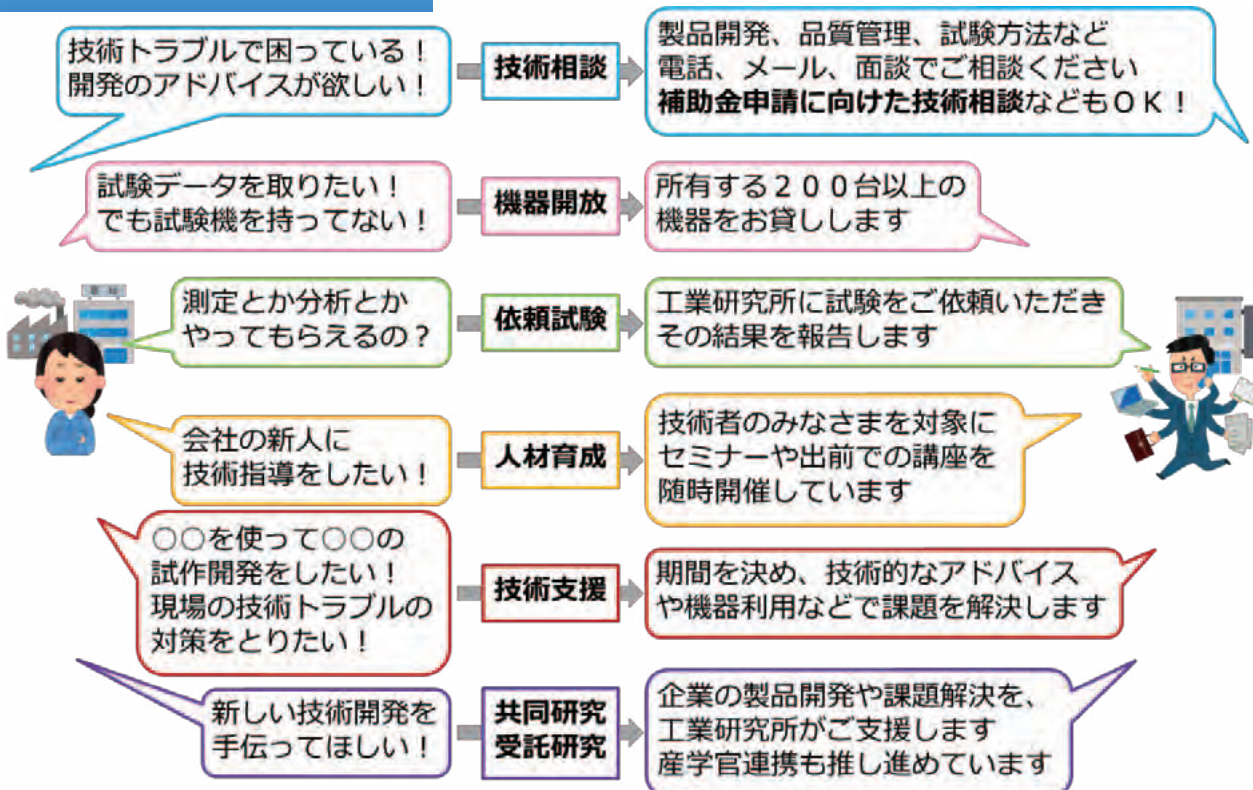 技術トラブルで困っている！
開発のアドバイスが欲しい！
技術相談
製品開発、品質管理、試験方法など
電話、メール、面談でご相談ください
補助金申請に向けた技術相談などもＯＫ！
試験データを取りたい！
でも試験機を持ってない！
機器開放
所有する２００台以上の
機器をお貸しします
測定とか分析とか
やってもらえるの？
依頼試験
工業研究所に試験をご依頼いただき
その結果を報告します
会社の新人に
技術指導をしたい！
人材育成
技術者のみなさまを対象に
セミナーや出前での講座を
随時開催しています
○○を使って○○の
試作開発をしたい！
現場の技術トラブルの
対策をとりたい！
技術支援
期間を決め、技術的なアドバイス
や機器利用などで課題を解決します
新しい技術開発を
手伝ってほしい！
共同研究
受託研究
企業の製品開発や課題解決を、
工業研究所がご支援します
産学官連携も推し進めています